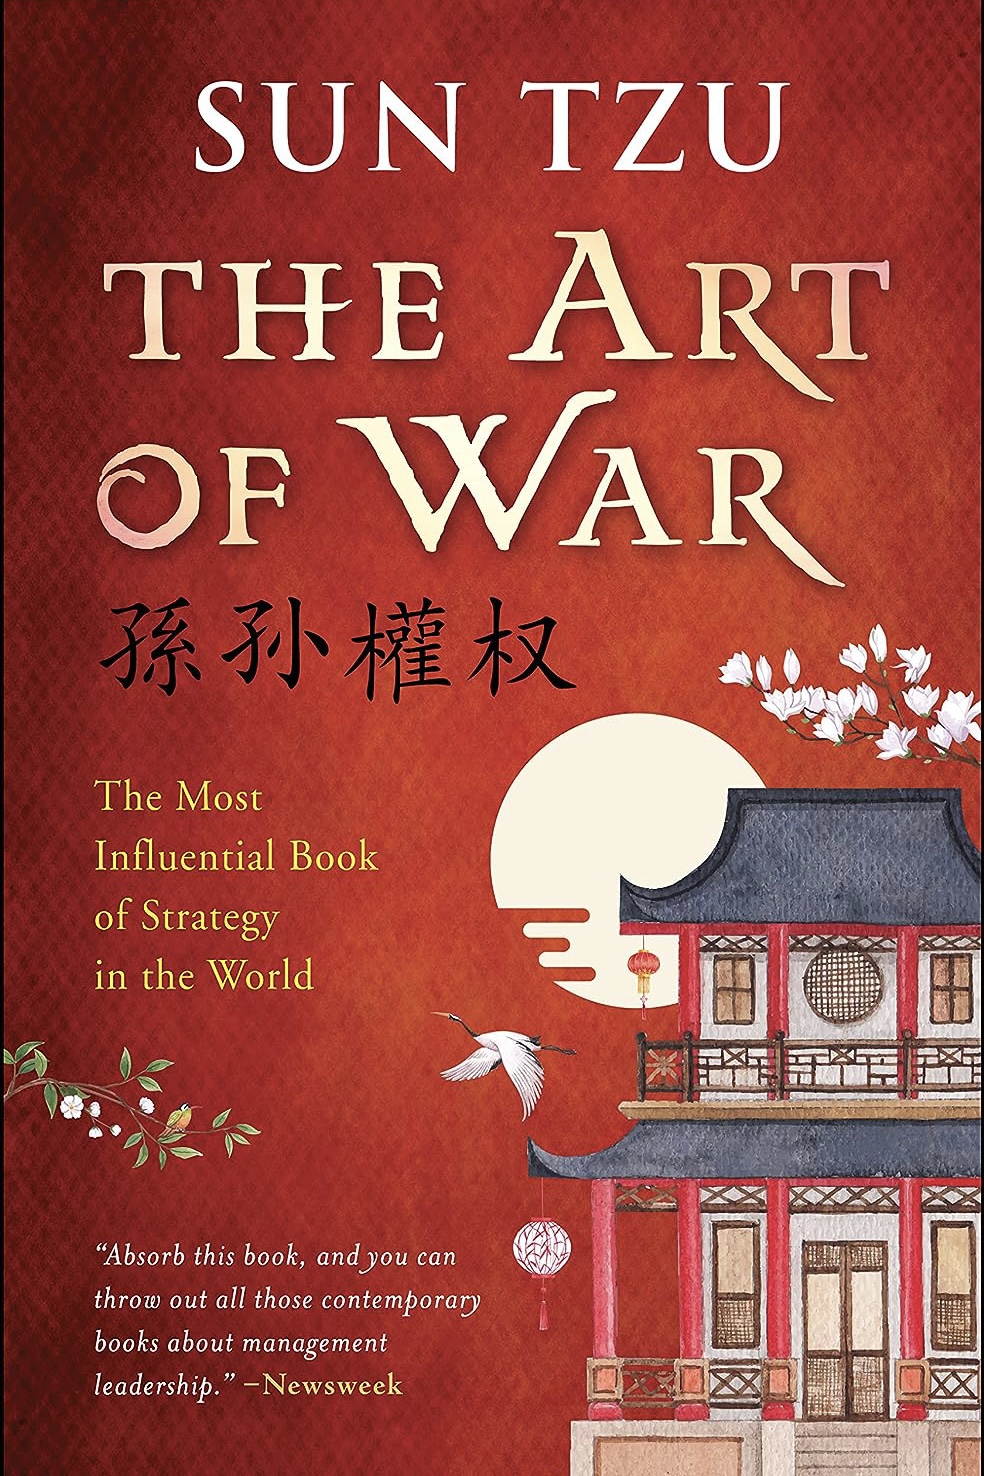 SUN TZU
THE ART
OF WAR
孫孙權权
The Most
Influential Book
of Strategy
in the World
“Absorb this book, and you can
throw out all those contemporary
books about management
leadership.” –Newsweek